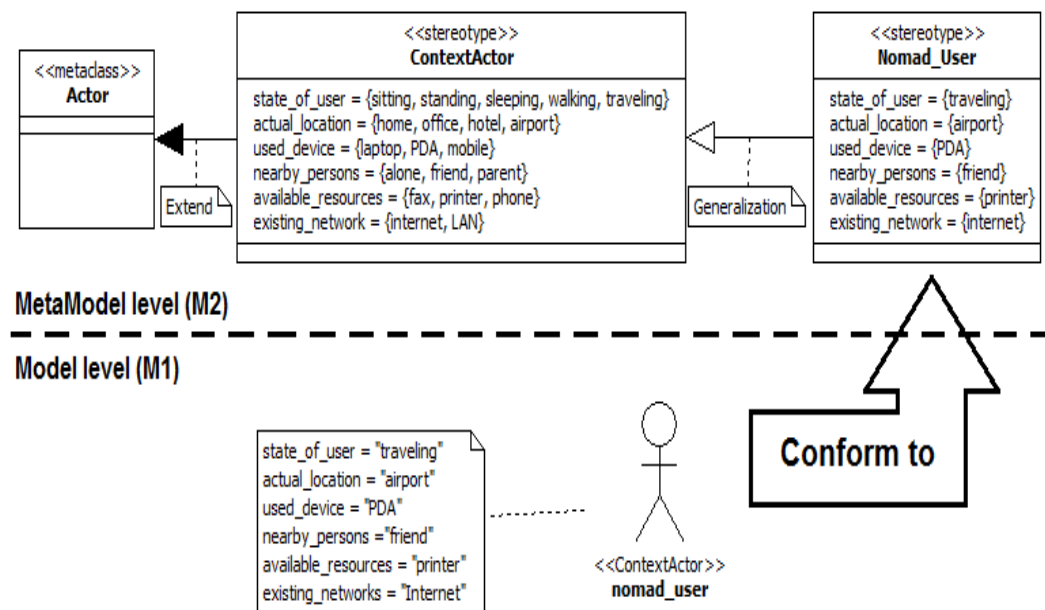 <<metaclass>>
Actor
Extend
<<stereotype>>
ContextActor
state_of_user = {sitting, standing, sleeping, walking, traveling}
actual_location = {home, office, hotel, airport}
used_device = {laptop, PDA, mobile}
nearby_persons = {alone, friend, parent}
available_resources = {fax, printer, phone}
existing_network = {internet, LAN}
Generalization
<<stereotype>>
Nomad_User
state_of_user = {traveling}
actual_location = {airport}
used_device = {PDA}
nearby_persons = {friend}
available_resources = {printer}
existing_network = {internet}
MetaModel level (M2)
Model level (M1)
Conform to
state_of_user = "traveling"
actual_location = "airport"
used_device = "PDA"
nearby_persons ="friend"
available_resources = "printer"
existing_networks = "Internet"
<<ContextActor>>
nomad_user